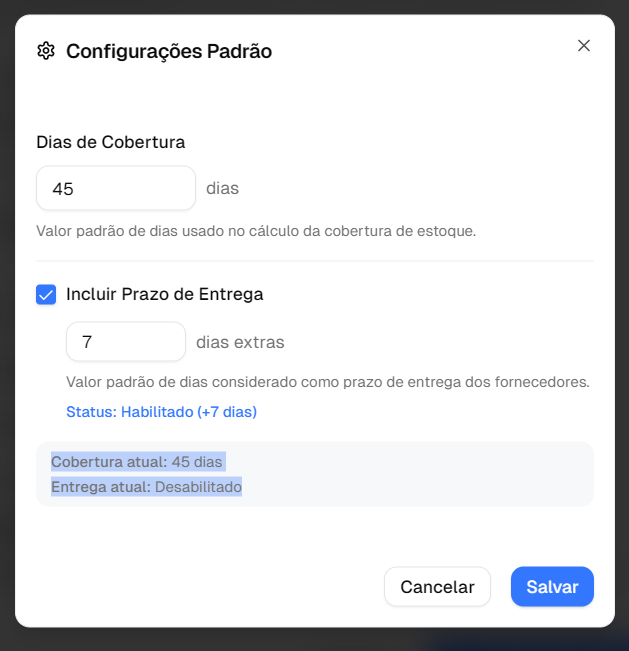 Configurações Padrão
Dias de Cobertura
45 dias
Valor padrão de dias usado no cálculo da cobertura de estoque.
Incluir Prazo de Entrega
7 dias extras
Valor padrão de dias considerado como prazo de entrega dos fornecedores.
Status: Habilitado (+7 dias)
Cobertura atual: 45 dias
Entrega atual: Desabilitado
Cancelar Salvar